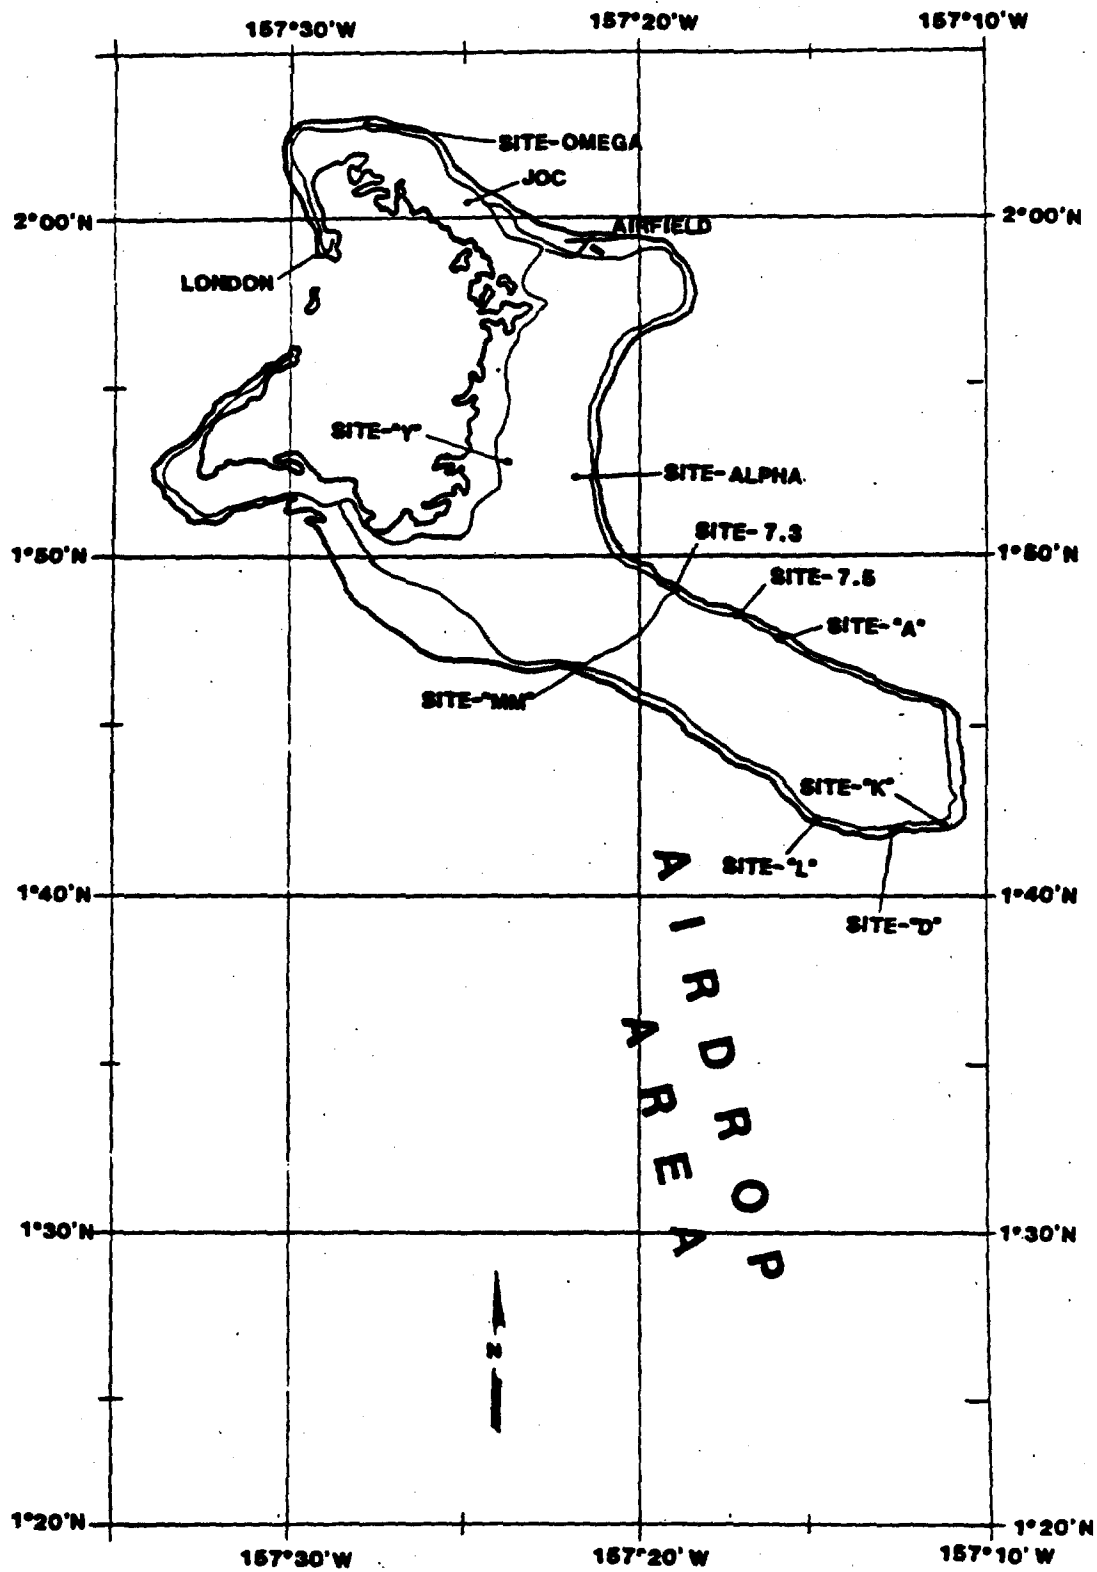 157°30'W 157°20'W 157°10'W
SITE-OMEGA
JOC
2°00'N 2°00'N
AIRFIELD
LONDON
SITE-"Y"
SITE-ALPHA
SITE-7.3
1°50'N 1°50'N
SITE-7.5
SITE-"A"
SITE-"MM"
SITE-"K"
SITE-"L"
1°40'N 1°40'N
SITE-"D"
AIRDROP
AREA
1°30'N 1°30'N
N
1°20'N 1°20'N
157°30'W 157°20'W 157°10'W